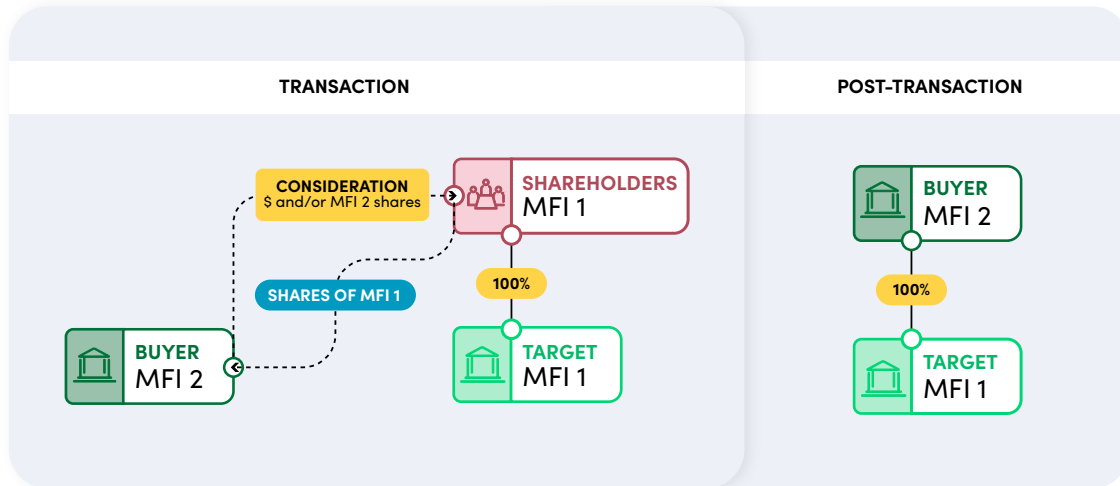 TRANSACTION
POST-TRANSACTION
CONSIDERATION
$ and/or MFI 2 shares
SHAREHOLDERS
MFI 1
SHARES OF MFI 1
100%
BUYER
MFI 2
TARGET
MFI 1
BUYER
MFI 2
100%
TARGET
MFI 1